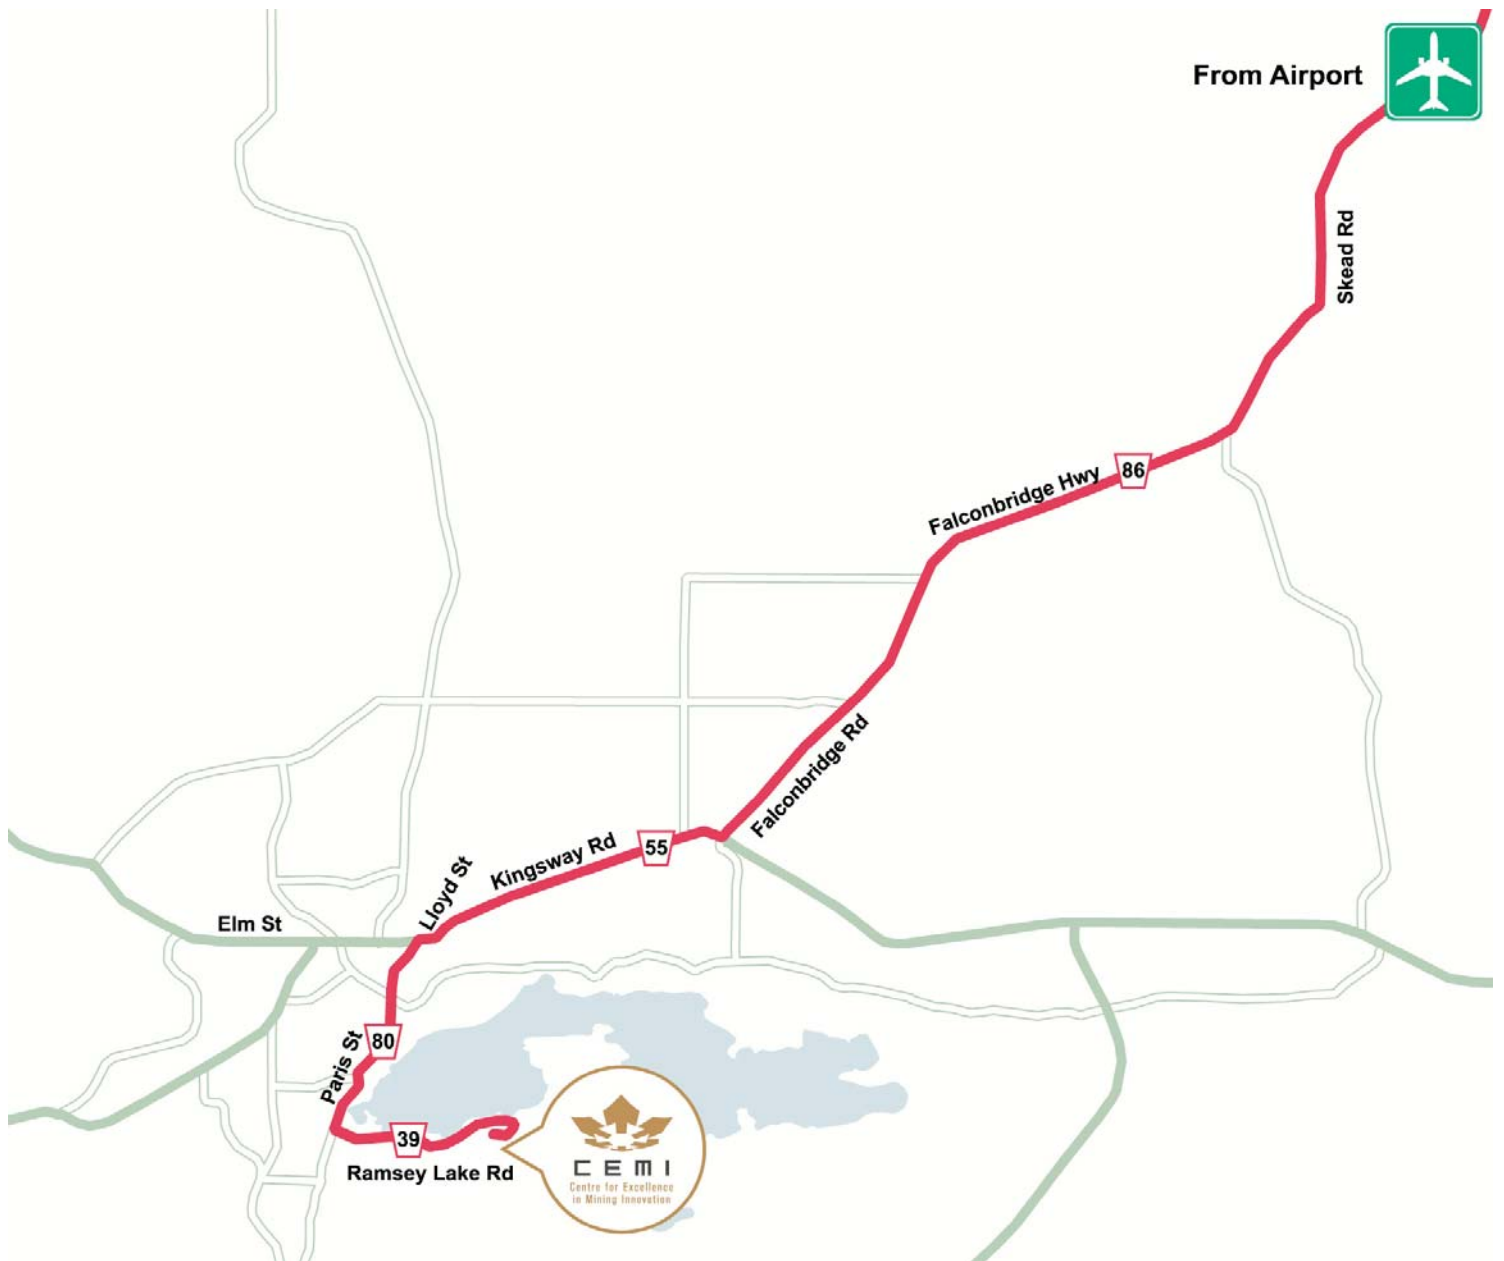 From Airport
Skead Rd
86
Falconbridge Hwy
Falconbridge Rd
55
Kingsway Rd
Lloyd St
Elm St
80
Paris St
39
Ramsey Lake Rd
CEMI
Centre for Excellence
in Mining Innovation